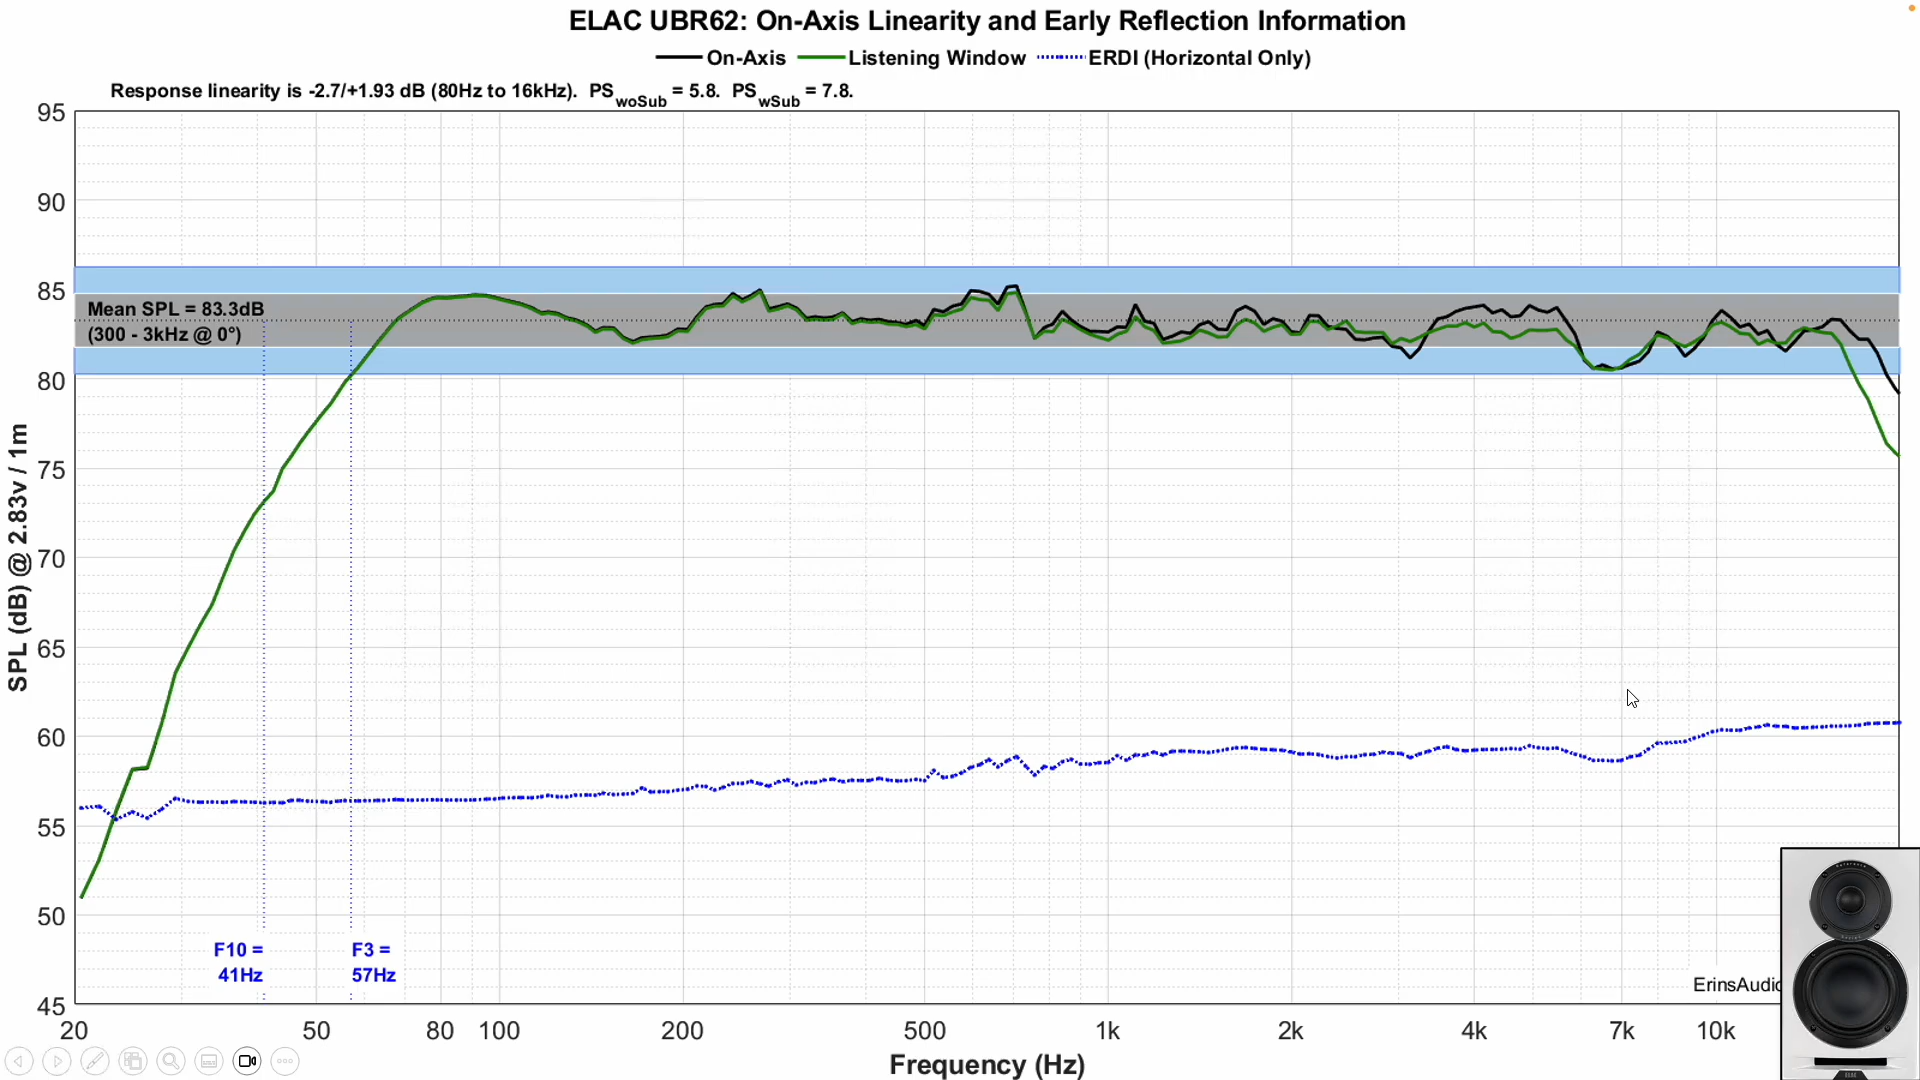 ELAC UBR62: On-Axis Linearity and Early Reflection Information
On-Axis Listening Window ERDI (Horizontal Only)
Response linearity is -2.7/+1.93 dB (80Hz to 16kHz). PSwoSub = 5.8. PSwSub = 7.8.
95
90
85
80
75
70
65
60
55
50
45
SPL (dB) @ 2.83v / 1m
Mean SPL = 83.3dB
(300 - 3kHz @ 0°)
F10 =
41Hz
F3 =
57Hz
ErinsAudio
20 50 80 100 200 500 1k 2k 4k 7k 10k
Frequency (Hz)